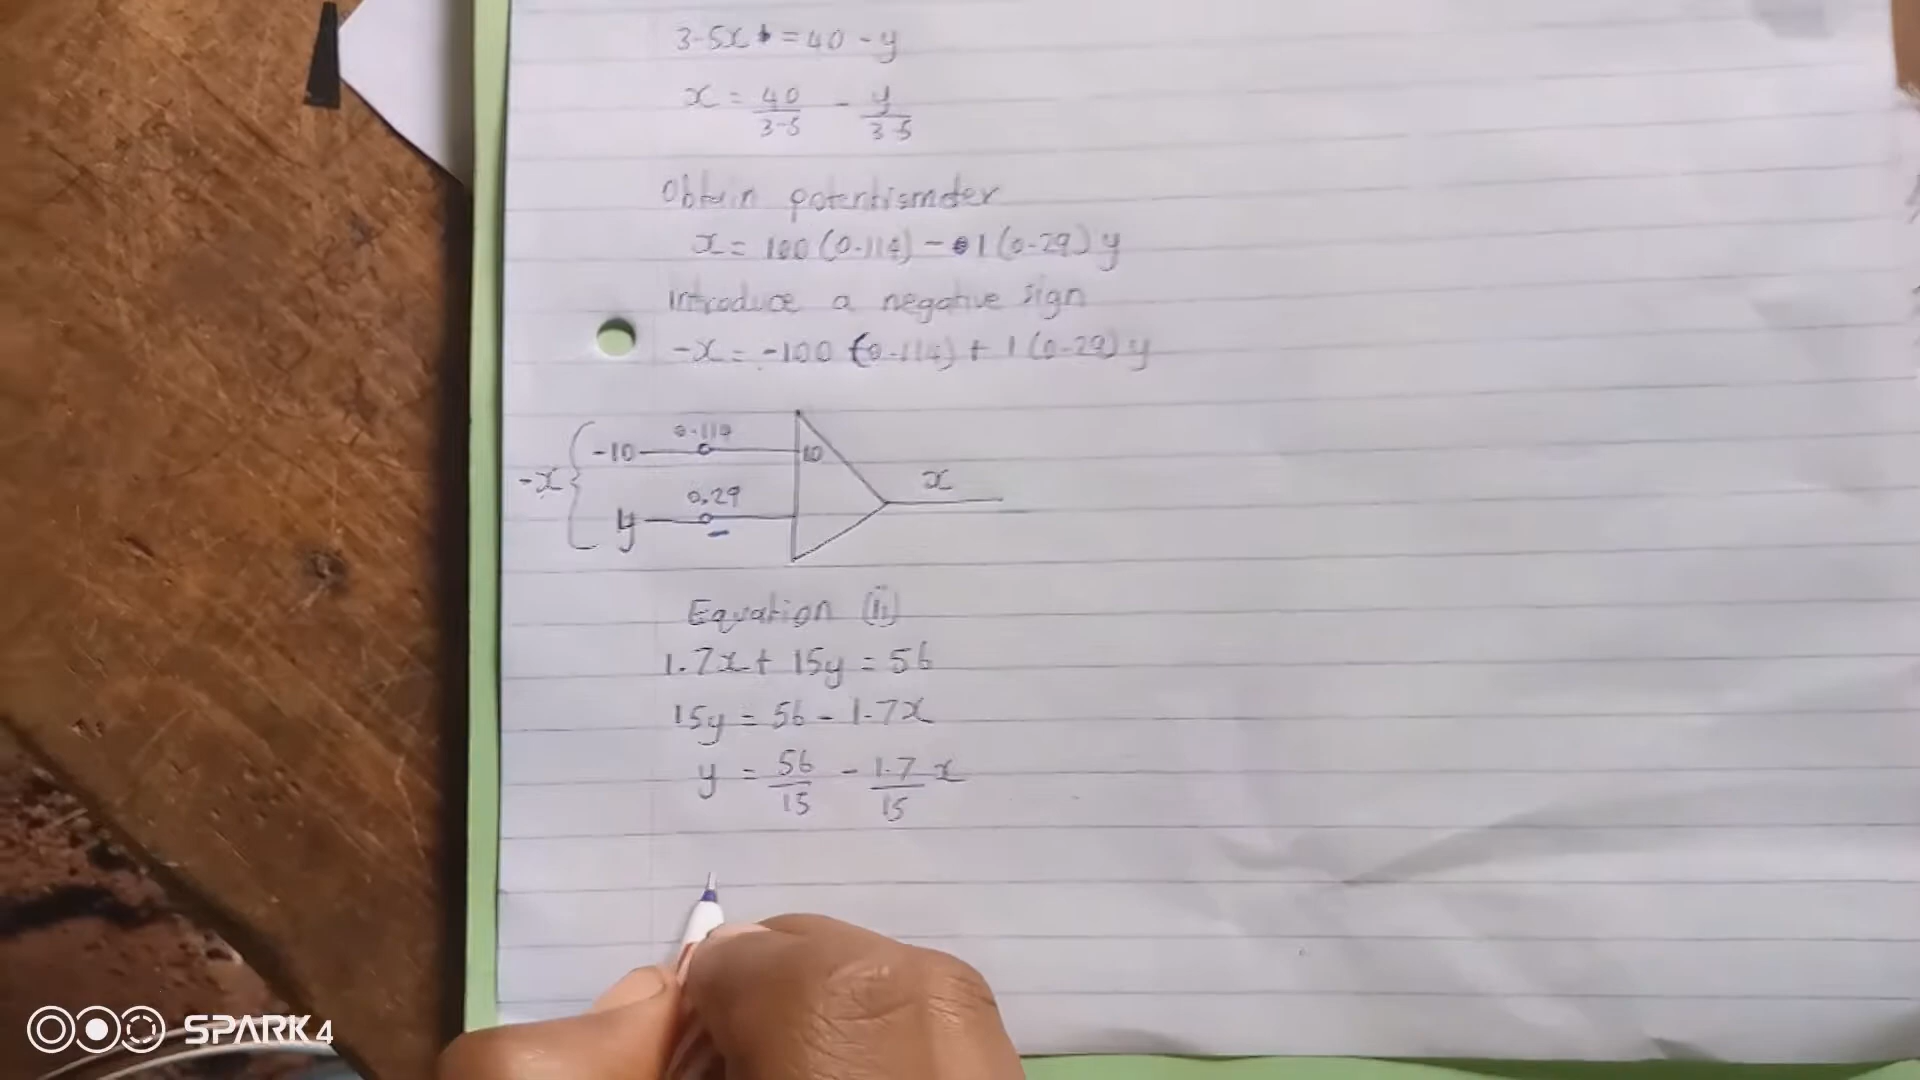 3.5x = 40 - y
x = 40/3.5 - y/3.5
Obtain potentiometer
x = 100(0.114) - 1(0.29)y
Introduce a negative sign
-x = -100(0.114) + 1(0.29)y
0.114
-10
10
-x
x
0.29
y
Equation (ii)
1.7x + 15y = 56
15y = 56 - 1.7x
y = 56/15 - 1.7/15 x
SPARK 4